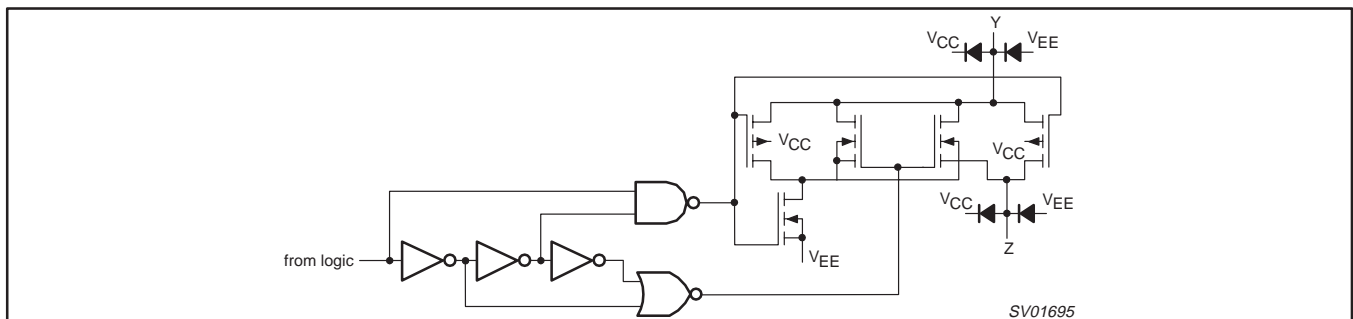 Y
VCC
VEE
VCC
VCC
VCC
VEE
VEE
Z
from logic
SV01695